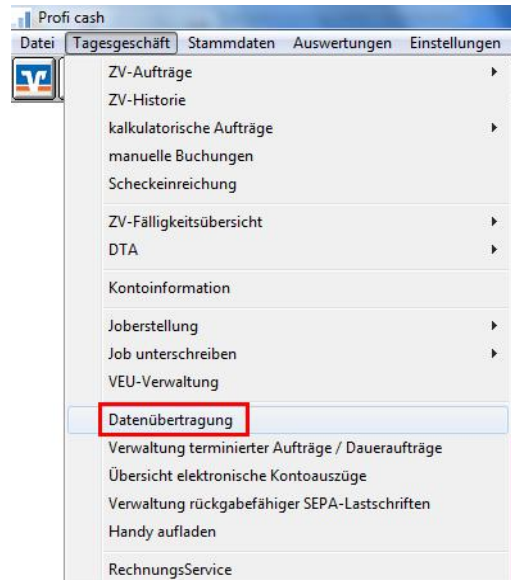 Profi cash
Datei Tagesgeschäft Stammdaten Auswertungen Einstellungen
ZV-Aufträge
ZV-Historie
kalkulatorische Aufträge
manuelle Buchungen
Scheckeinreichung
ZV-Fälligkeitsübersicht
DTA
Kontoinformation
Joberstellung
Job unterschreiben
VEU-Verwaltung
Datenübertragung
Verwaltung terminierter Aufträge / Daueraufträge
Übersicht elektronische Kontoauszüge
Verwaltung rückgabefähiger SEPA-Lastschriften
Handy aufladen
RechnungsService